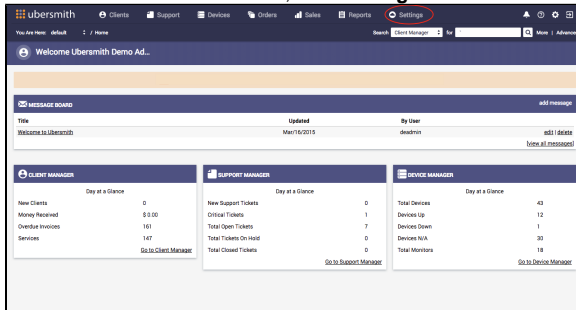 ubersmith Clients Support Devices Orders Sales Reports Settings
You Are Here: default / Home Search Client Manager for More | Advance
Welcome Ubersmith Demo Ad...
MESSAGE BOARD add message
Title Updated By User
Welcome to Ubersmith Mar/16/2015 deadmin edit | delete
[view all messages]
CLIENT MANAGER
Day at a Glance
New Clients 0
Money Received $ 0.00
Overdue Invoices 161
Services 147
Go to Client Manager
SUPPORT MANAGER
Day at a Glance
New Support Tickets 0
Critical Tickets 1
Total Open Tickets 7
Total Tickets On Hold 0
Total Closed Tickets 0
Go to Support Manager
DEVICE MANAGER
Day at a Glance
Total Devices 43
Devices Up 12
Devices Down 1
Devices N/A 30
Total Monitors 18
Go to Device Manager